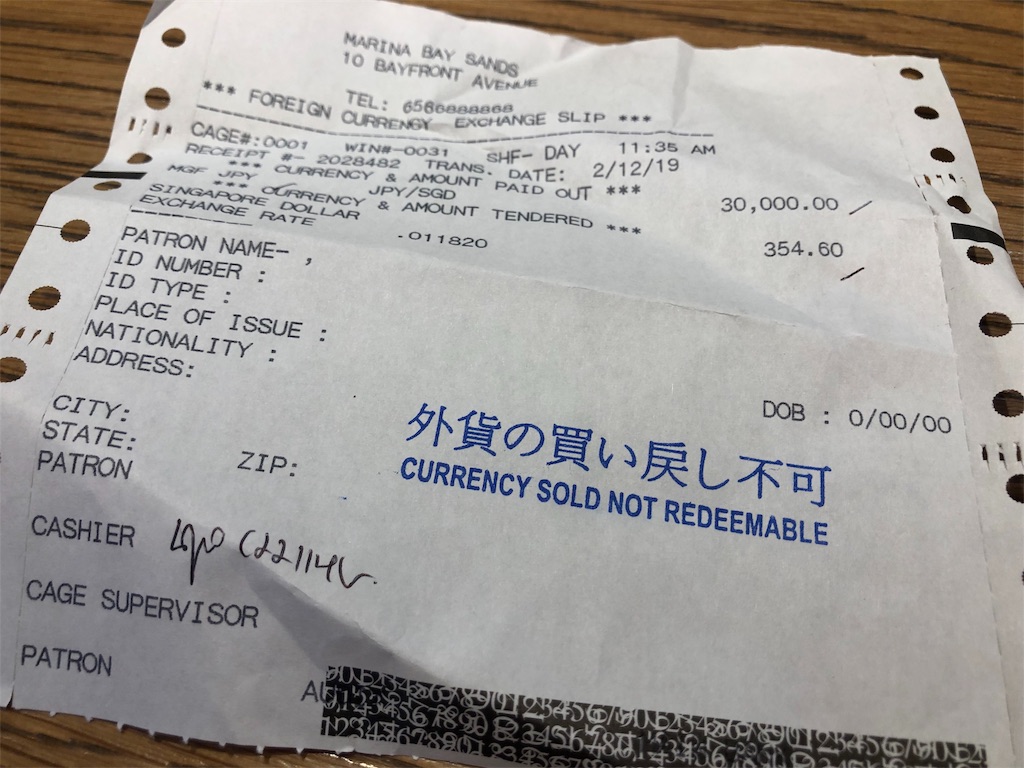 MARINA BAY SANDS
10 BAYFRONT AVENUE
TEL: 6566888868
*** FOREIGN CURRENCY EXCHANGE SLIP ***
CAGE#:0001 WIN#-0031 SHF- DAY 11:35 AM
RECEIPT #- 2028482 TRANS. DATE: 2/12/19
*** CURRENCY & AMOUNT PAID OUT ***
MGF JPY JPY/SGD 30,000.00
*** CURRENCY & AMOUNT TENDERED ***
SINGAPORE DOLLAR 354.60
EXCHANGE RATE .011820
PATRON NAME- ,
ID NUMBER :
ID TYPE :
PLACE OF ISSUE :
NATIONALITY :
ADDRESS:
DOB : 0/00/00
CITY:
STATE: ZIP:
PATRON
外貨の買い戻し不可
CURRENCY SOLD NOT REDEEMABLE
CASHIER
CAGE SUPERVISOR
PATRON